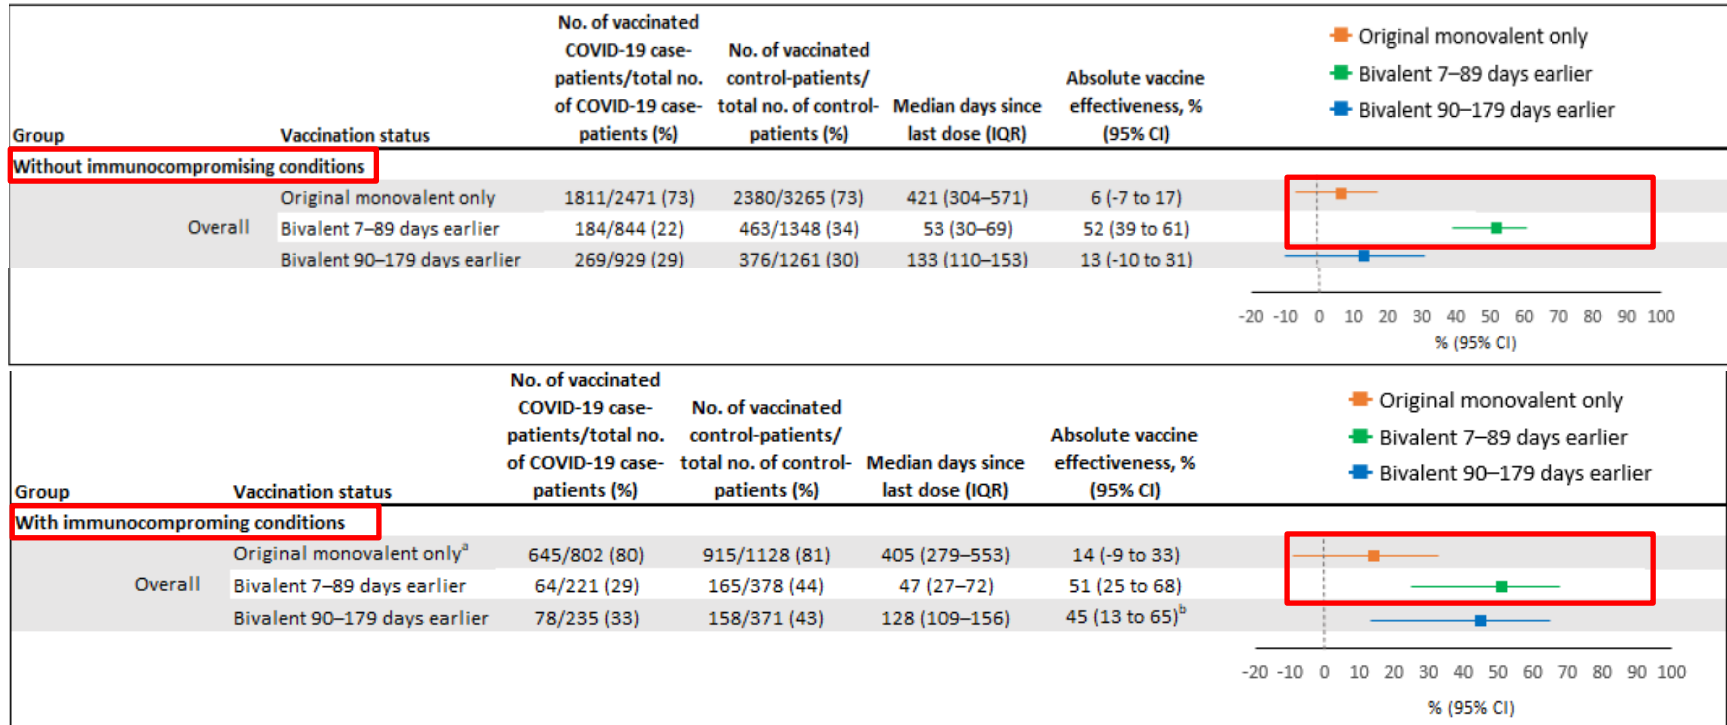 No. of vaccinated
COVID-19 case-
patients/total no.
of COVID-19 case-
patients (%)
No. of vaccinated
control-patients/
total no. of control-
patients (%)
Median days since
last dose (IQR)
Absolute vaccine
effectiveness, %
(95% CI)
Original monovalent only
Bivalent 7–89 days earlier
Bivalent 90–179 days earlier
Group
Vaccination status
Without immunocompromising conditions
Overall
Original monovalent only 1811/2471 (73) 2380/3265 (73) 421 (304–571) 6 (-7 to 17)
Bivalent 7–89 days earlier 184/844 (22) 463/1348 (34) 53 (30–69) 52 (39 to 61)
Bivalent 90–179 days earlier 269/929 (29) 376/1261 (30) 133 (110–153) 13 (-10 to 31)
-20 -10 0 10 20 30 40 50 60 70 80 90 100
% (95% CI)
No. of vaccinated
COVID-19 case-
patients/total no.
of COVID-19 case-
patients (%)
No. of vaccinated
control-patients/
total no. of control-
patients (%)
Median days since
last dose (IQR)
Absolute vaccine
effectiveness, %
(95% CI)
Original monovalent only
Bivalent 7–89 days earlier
Bivalent 90–179 days earlier
Group
Vaccination status
With immunocomproming conditions
Overall
Original monovalent onlyᵃ 645/802 (80) 915/1128 (81) 405 (279–553) 14 (-9 to 33)
Bivalent 7–89 days earlier 64/221 (29) 165/378 (44) 47 (27–72) 51 (25 to 68)
Bivalent 90–179 days earlier 78/235 (33) 158/371 (43) 128 (109–156) 45 (13 to 65)ᵇ
-20 -10 0 10 20 30 40 50 60 70 80 90 100
% (95% CI)